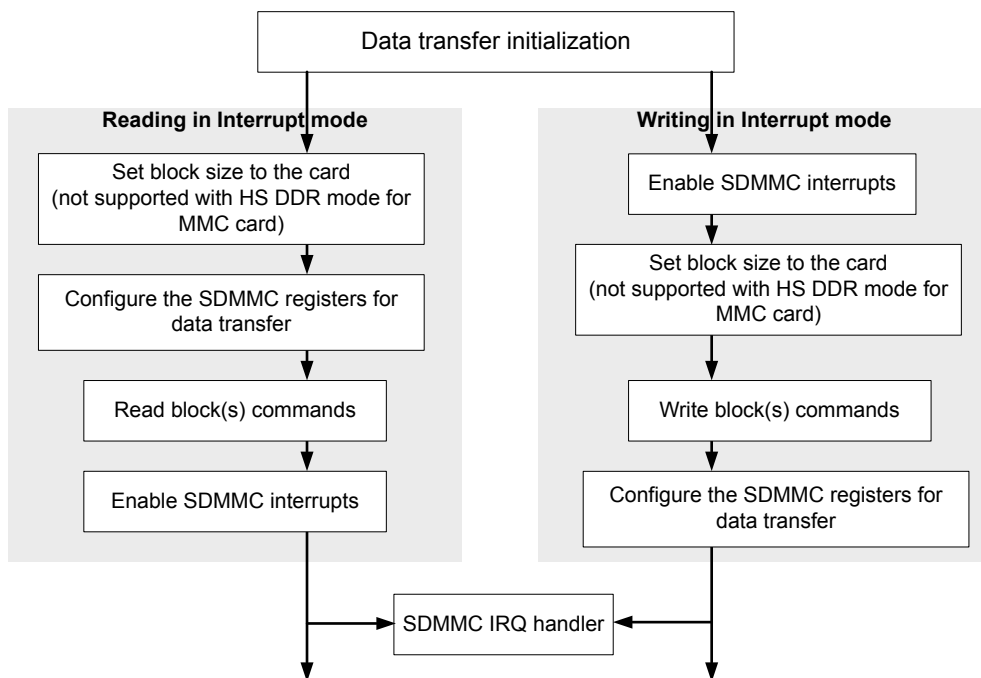 Data transfer initialization
Reading in Interrupt mode
Set block size to the card
(not supported with HS DDR mode for
MMC card)
Configure the SDMMC registers for
data transfer
Read block(s) commands
Enable SDMMC interrupts
Writing in Interrupt mode
Enable SDMMC interrupts
Set block size to the card
(not supported with HS DDR mode for
MMC card)
Write block(s) commands
Configure the SDMMC registers for
data transfer
SDMMC IRQ handler